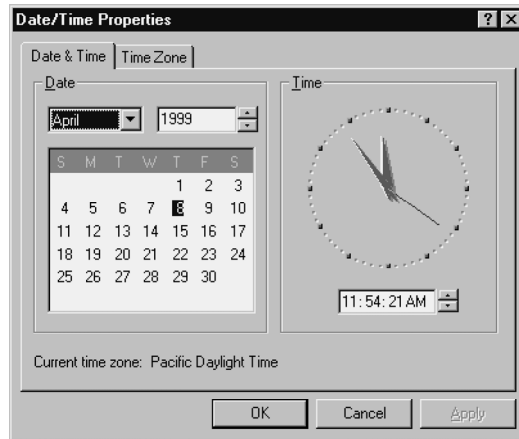 Date/Time Properties
Date & Time
Time Zone
Date
April
1999
S M T W T F S
1 2 3
4 5 6 7 8 9 10
11 12 13 14 15 16 17
18 19 20 21 22 23 24
25 26 27 28 29 30
Time
11:54:21 AM
Current time zone: Pacific Daylight Time
OK
Cancel
Apply